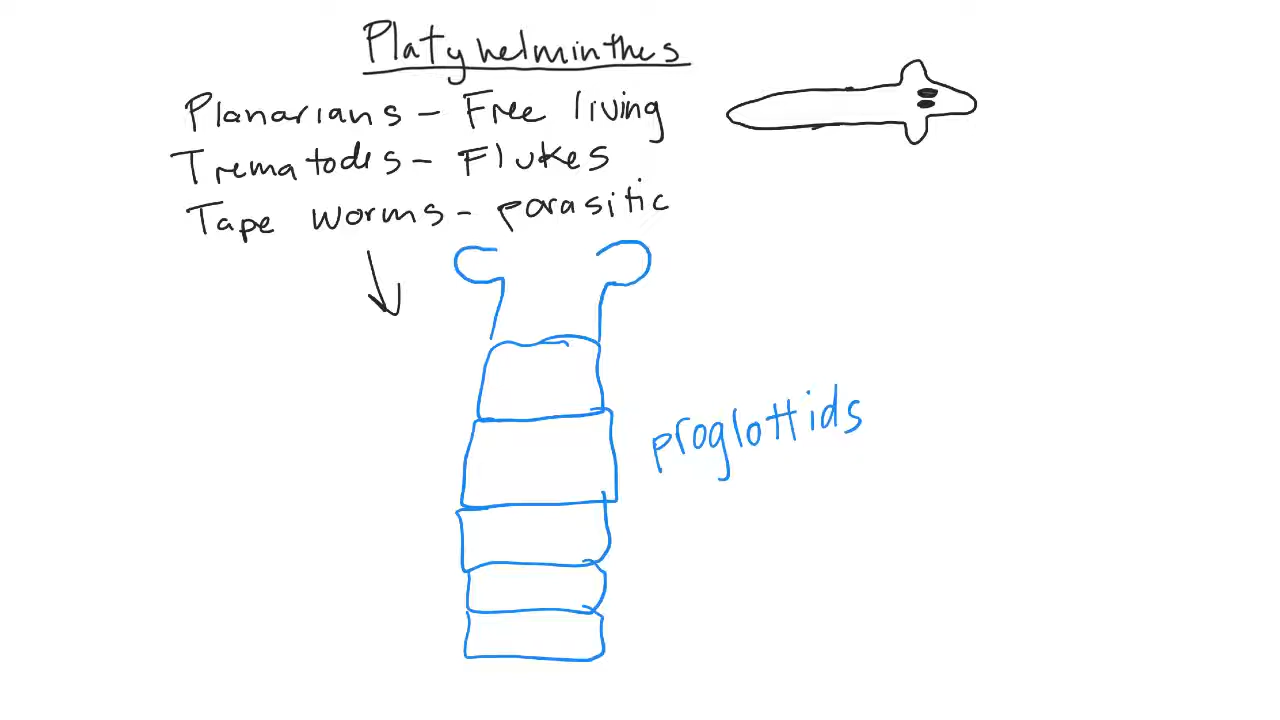 Platyhelminthes
Planarians - Free living
Trematodes - Flukes
Tape worms - parasitic
proglottids